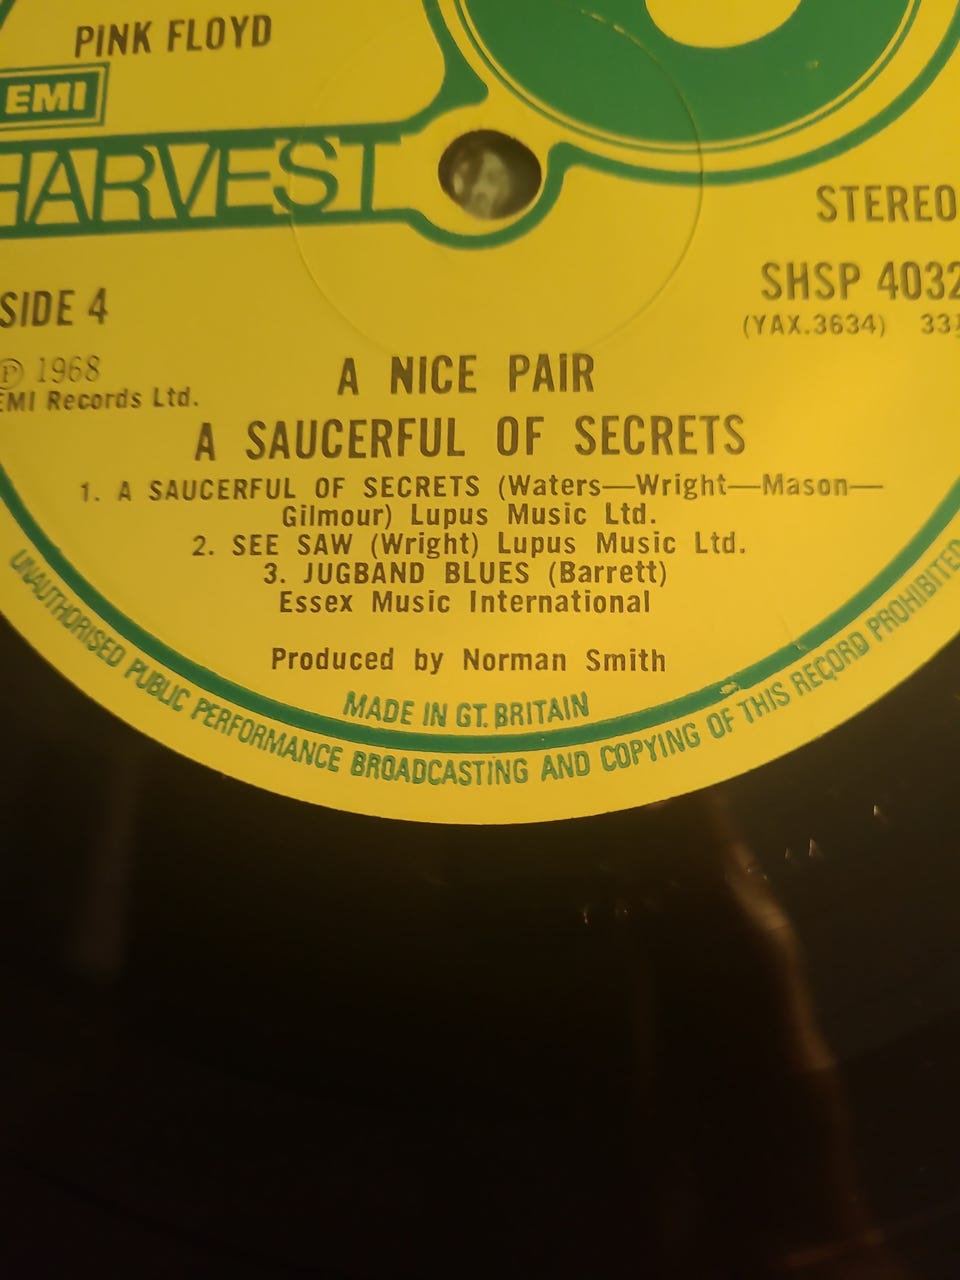 PINK FLOYD
EMI
HARVEST
STEREO
SHSP 4032
SIDE 4
(YAX.3634) 33⅓
℗ 1968
EMI Records Ltd.
A NICE PAIR
A SAUCERFUL OF SECRETS
1. A SAUCERFUL OF SECRETS (Waters—Wright—Mason—
Gilmour) Lupus Music Ltd.
2. SEE SAW (Wright) Lupus Music Ltd.
3. JUGBAND BLUES (Barrett)
Essex Music International
Produced by Norman Smith
MADE IN GT. BRITAIN
UNAUTHORISED PUBLIC PERFORMANCE BROADCASTING AND COPYING OF THIS RECORD PROHIBITED